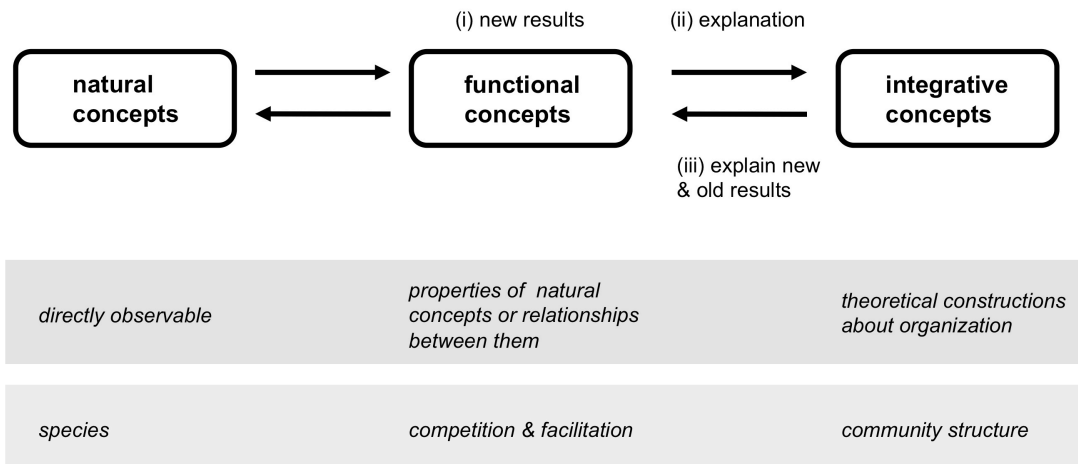 (i) new results
(ii) explanation
natural
concepts
functional
concepts
integrative
concepts
(iii) explain new
& old results
directly observable
properties of natural
concepts or relationships
between them
theoretical constructions
about organization
species
competition & facilitation
community structure